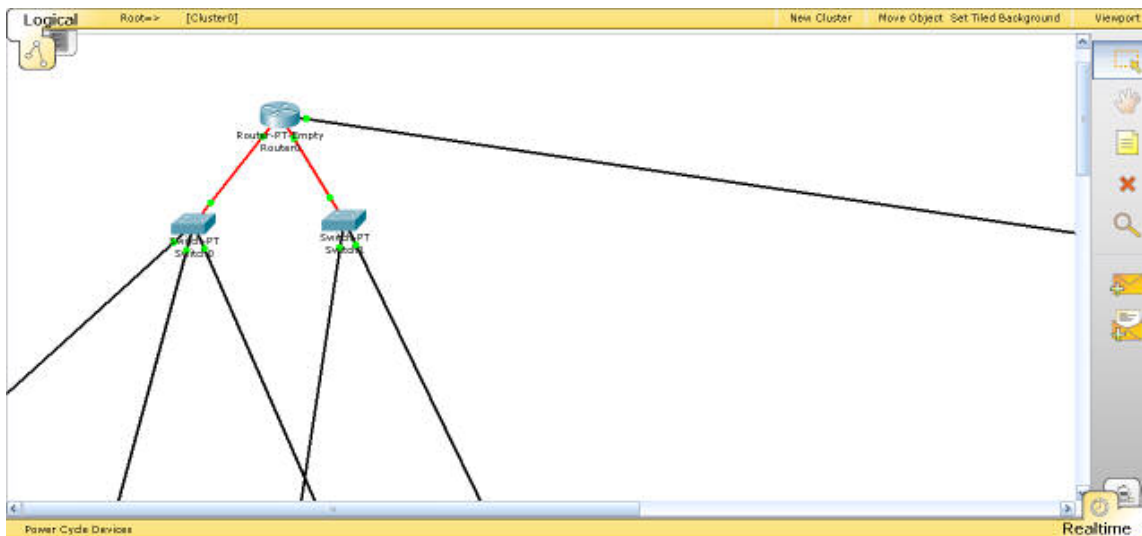 Logical Root=> [Cluster0] New Cluster Move Object Set Tiled Background Viewport
Router-PT-Empty
Router0
Switch-PT
Switch0
Switch-PT
Power Cycle Devices
Realtime